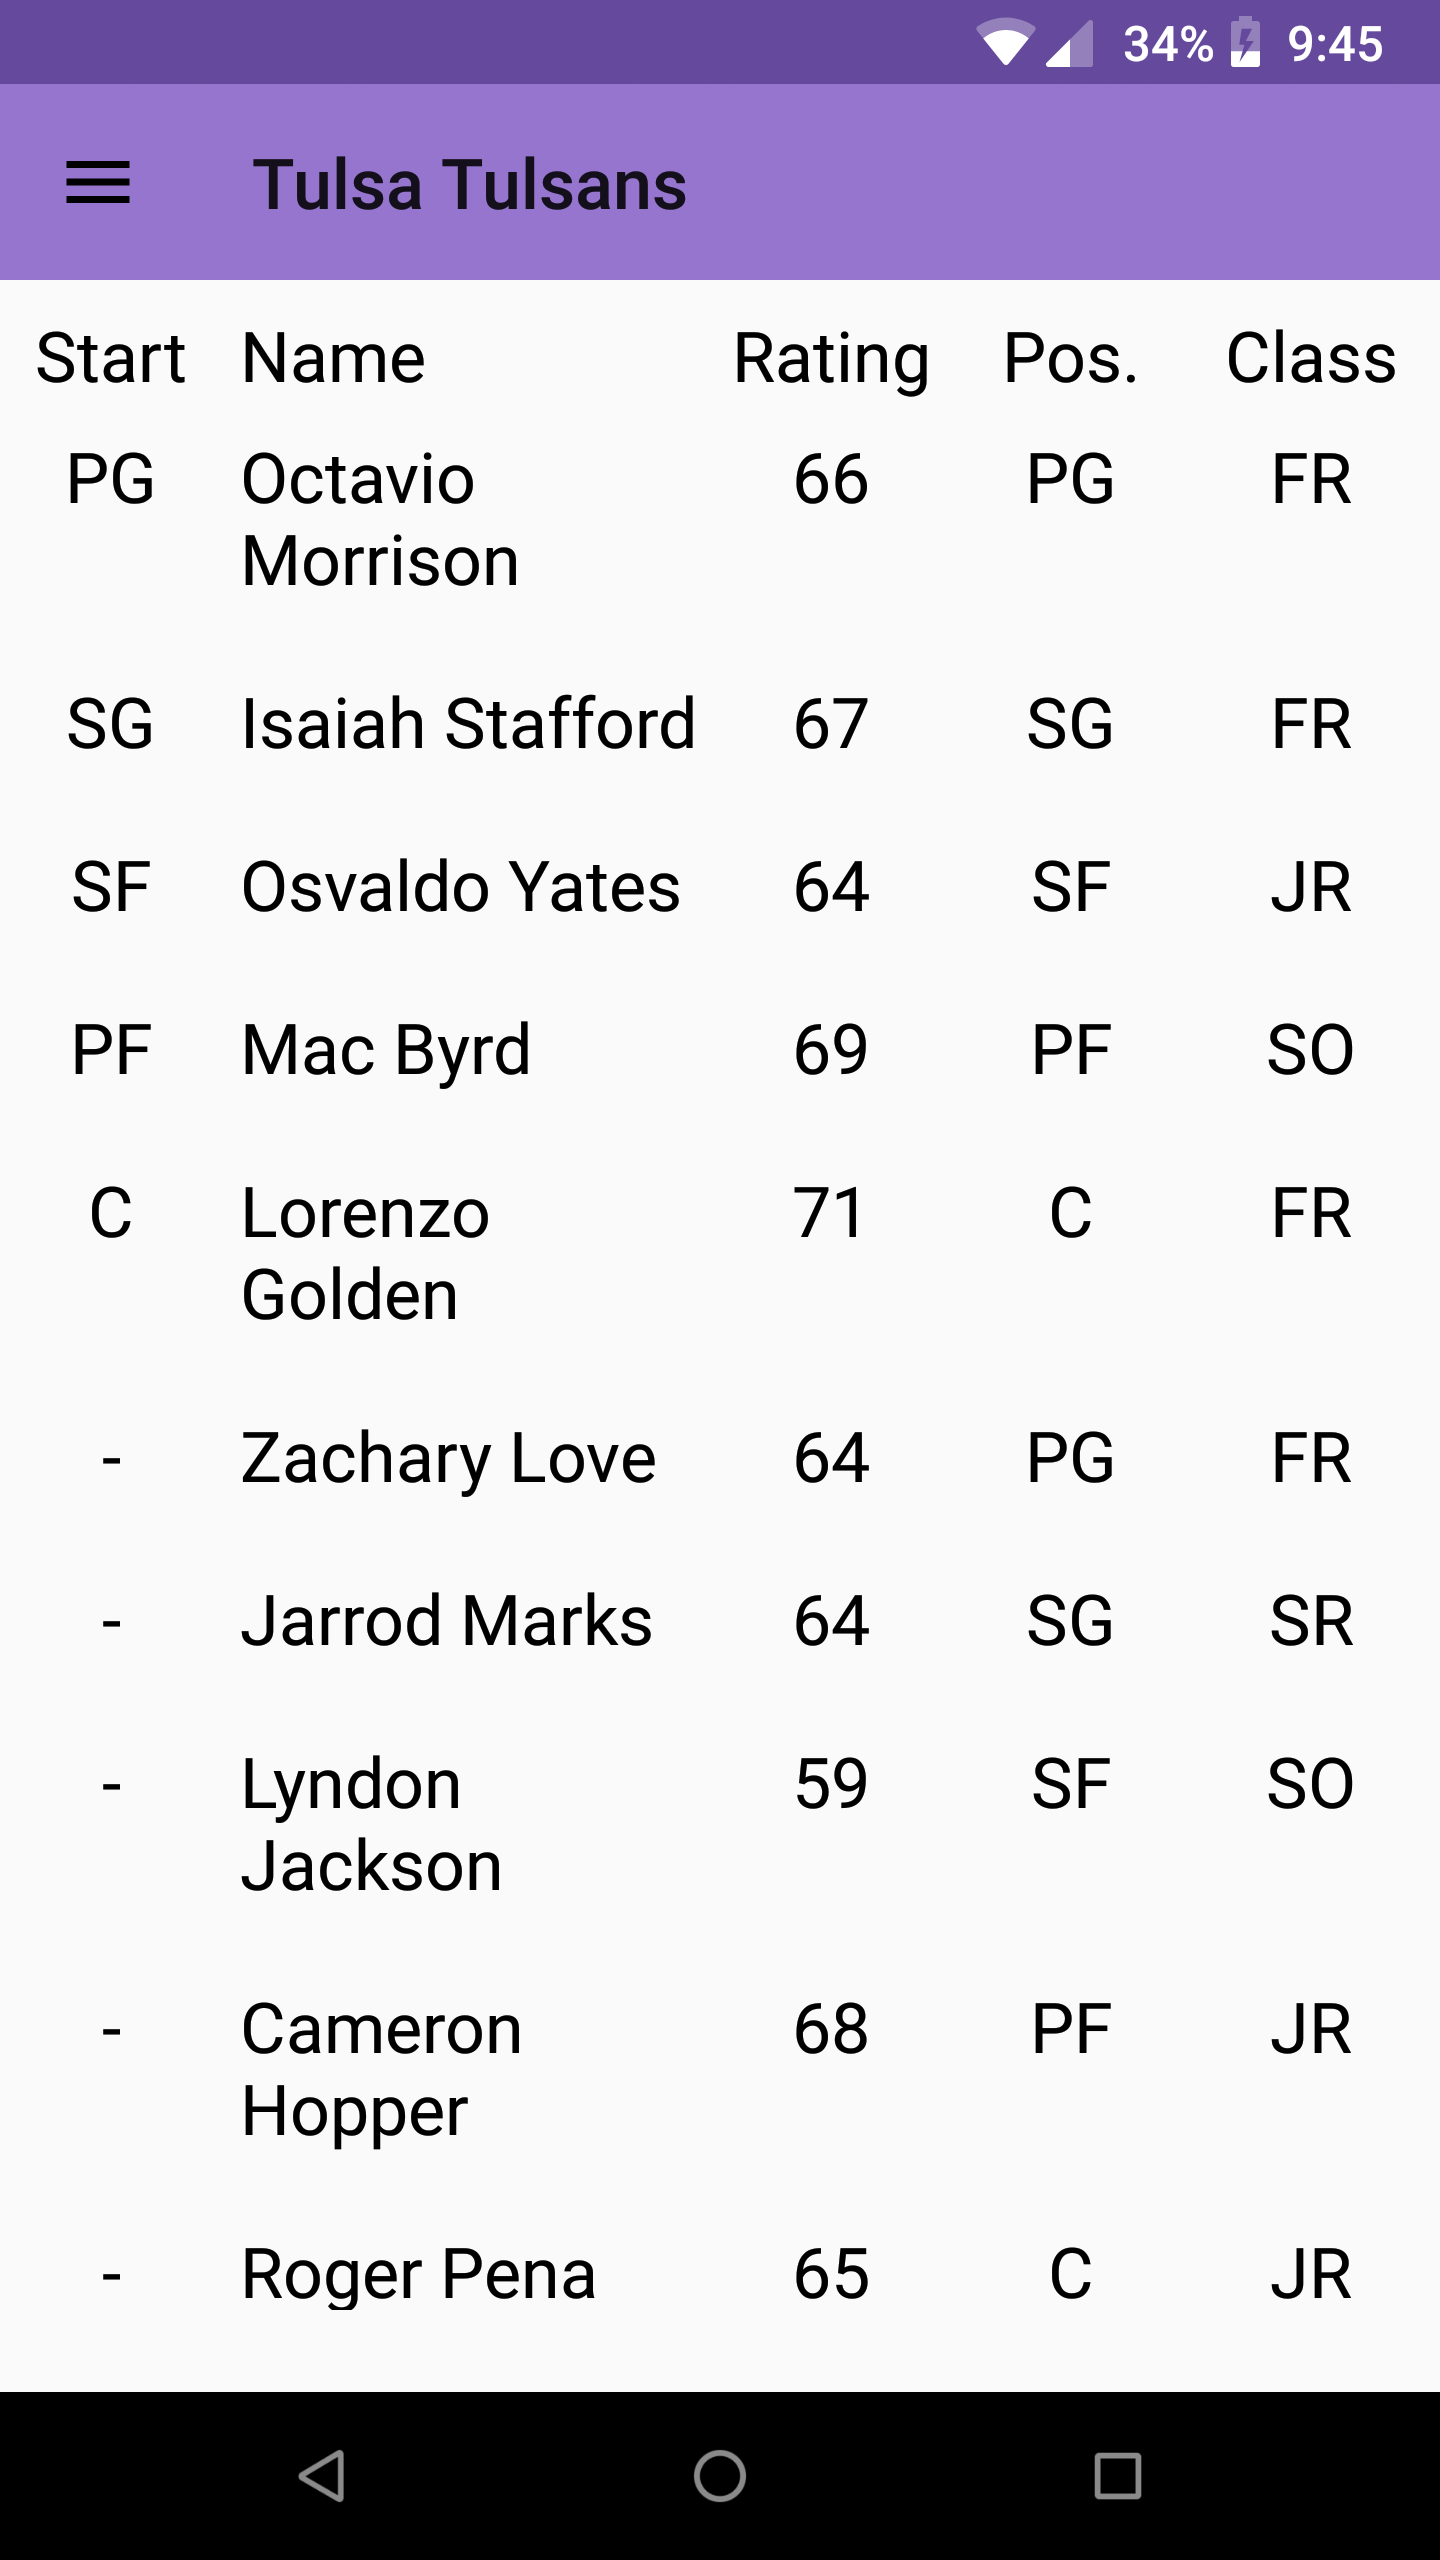 34% 9:45
Tulsa Tulsans
Start Name Rating Pos. Class
PG Octavio 66 PG FR
Morrison
SG Isaiah Stafford 67 SG FR
SF Osvaldo Yates 64 SF JR
PF Mac Byrd 69 PF SO
C Lorenzo 71 C FR
Golden
- Zachary Love 64 PG FR
- Jarrod Marks 64 SG SR
- Lyndon 59 SF SO
Jackson
- Cameron 68 PF JR
Hopper
- Roger Pena 65 C JR